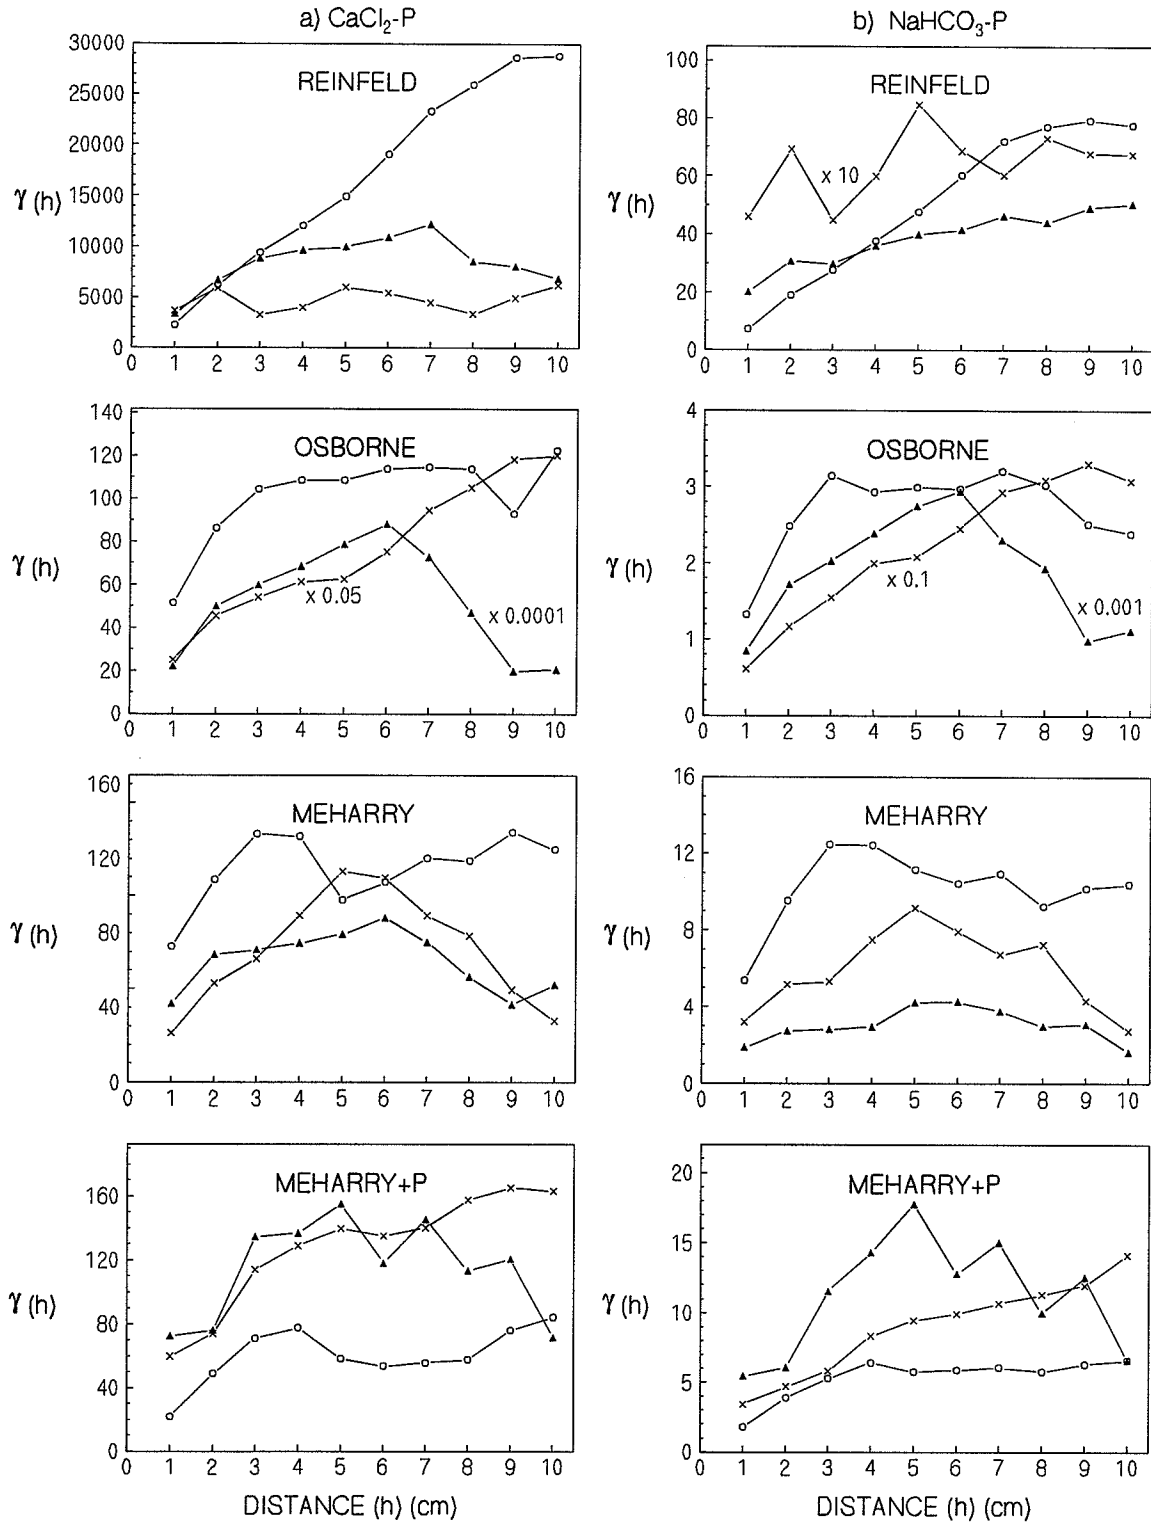 a) CaCl₂-P
b) NaHCO₃-P
REINFELD
30000
25000
20000
15000
10000
5000
0
γ (h)
0 1 2 3 4 5 6 7 8 9 10
REINFELD
100
80
60
40
20
0
γ (h)
x 10
0 1 2 3 4 5 6 7 8 9 10
OSBORNE
140
120
100
80
60
40
20
0
γ (h)
x 0.05
x 0.0001
0 1 2 3 4 5 6 7 8 9 10
OSBORNE
4
3
2
1
0
γ (h)
x 0.1
x 0.001
0 1 2 3 4 5 6 7 8 9 10
MEHARRY
160
120
80
40
0
γ (h)
0 1 2 3 4 5 6 7 8 9 10
MEHARRY
16
12
8
4
0
γ (h)
0 1 2 3 4 5 6 7 8 9 10
MEHARRY+P
160
120
80
40
0
γ (h)
0 1 2 3 4 5 6 7 8 9 10
DISTANCE (h) (cm)
MEHARRY+P
20
15
10
5
0
γ (h)
0 1 2 3 4 5 6 7 8 9 10
DISTANCE (h) (cm)